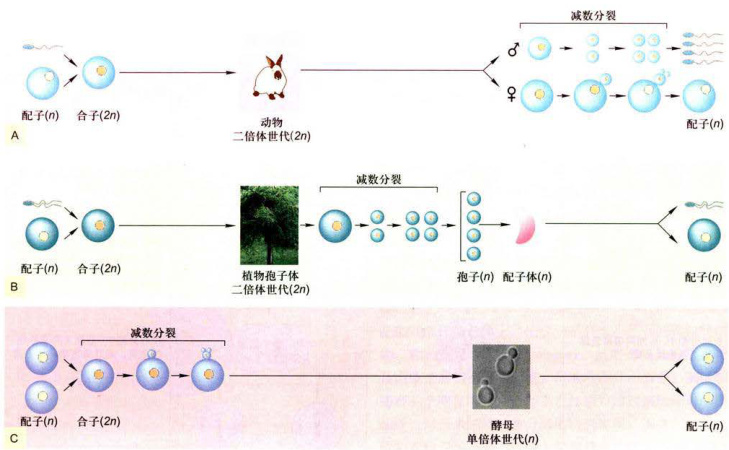 减数分裂
♂
♀
配子(n)
合子(2n)
动物
二倍体世代(2n)
配子(n)
A
减数分裂
配子(n)
合子(2n)
植物孢子体
二倍体世代(2n)
孢子(n)
配子体(n)
配子(n)
B
减数分裂
配子(n)
合子(2n)
酵母
单倍体世代(n)
配子(n)
C